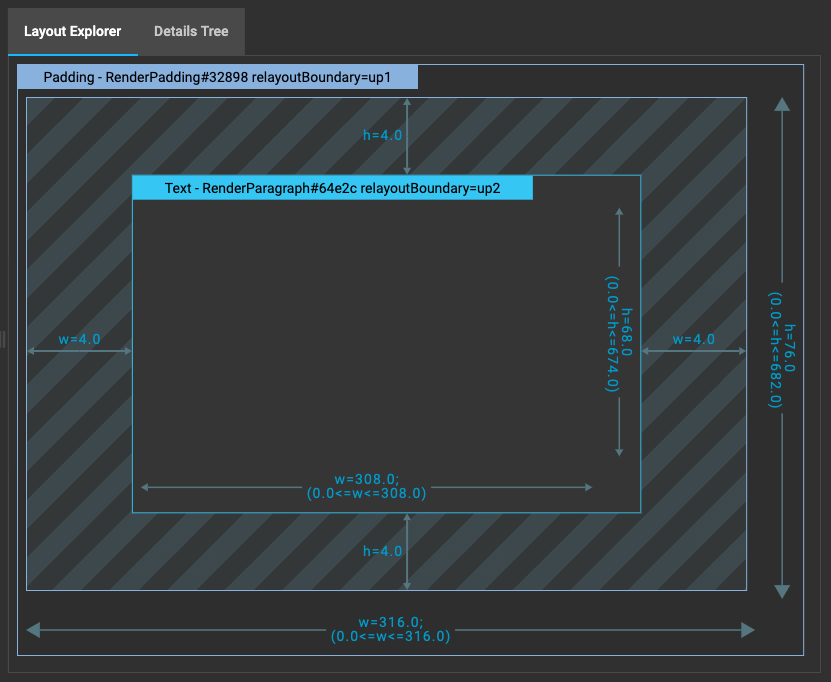 Layout Explorer
Details Tree
Padding - RenderPadding#32898 relayoutBoundary=up1
h=4.0
Text - RenderParagraph#64e2c relayoutBoundary=up2
h=68.0
(0.0<=h<=674.0)
w=4.0
w=4.0
h=76.0
(0.0<=h<=682.0)
w=308.0;
(0.0<=w<=308.0)
h=4.0
w=316.0;
(0.0<=w<=316.0)